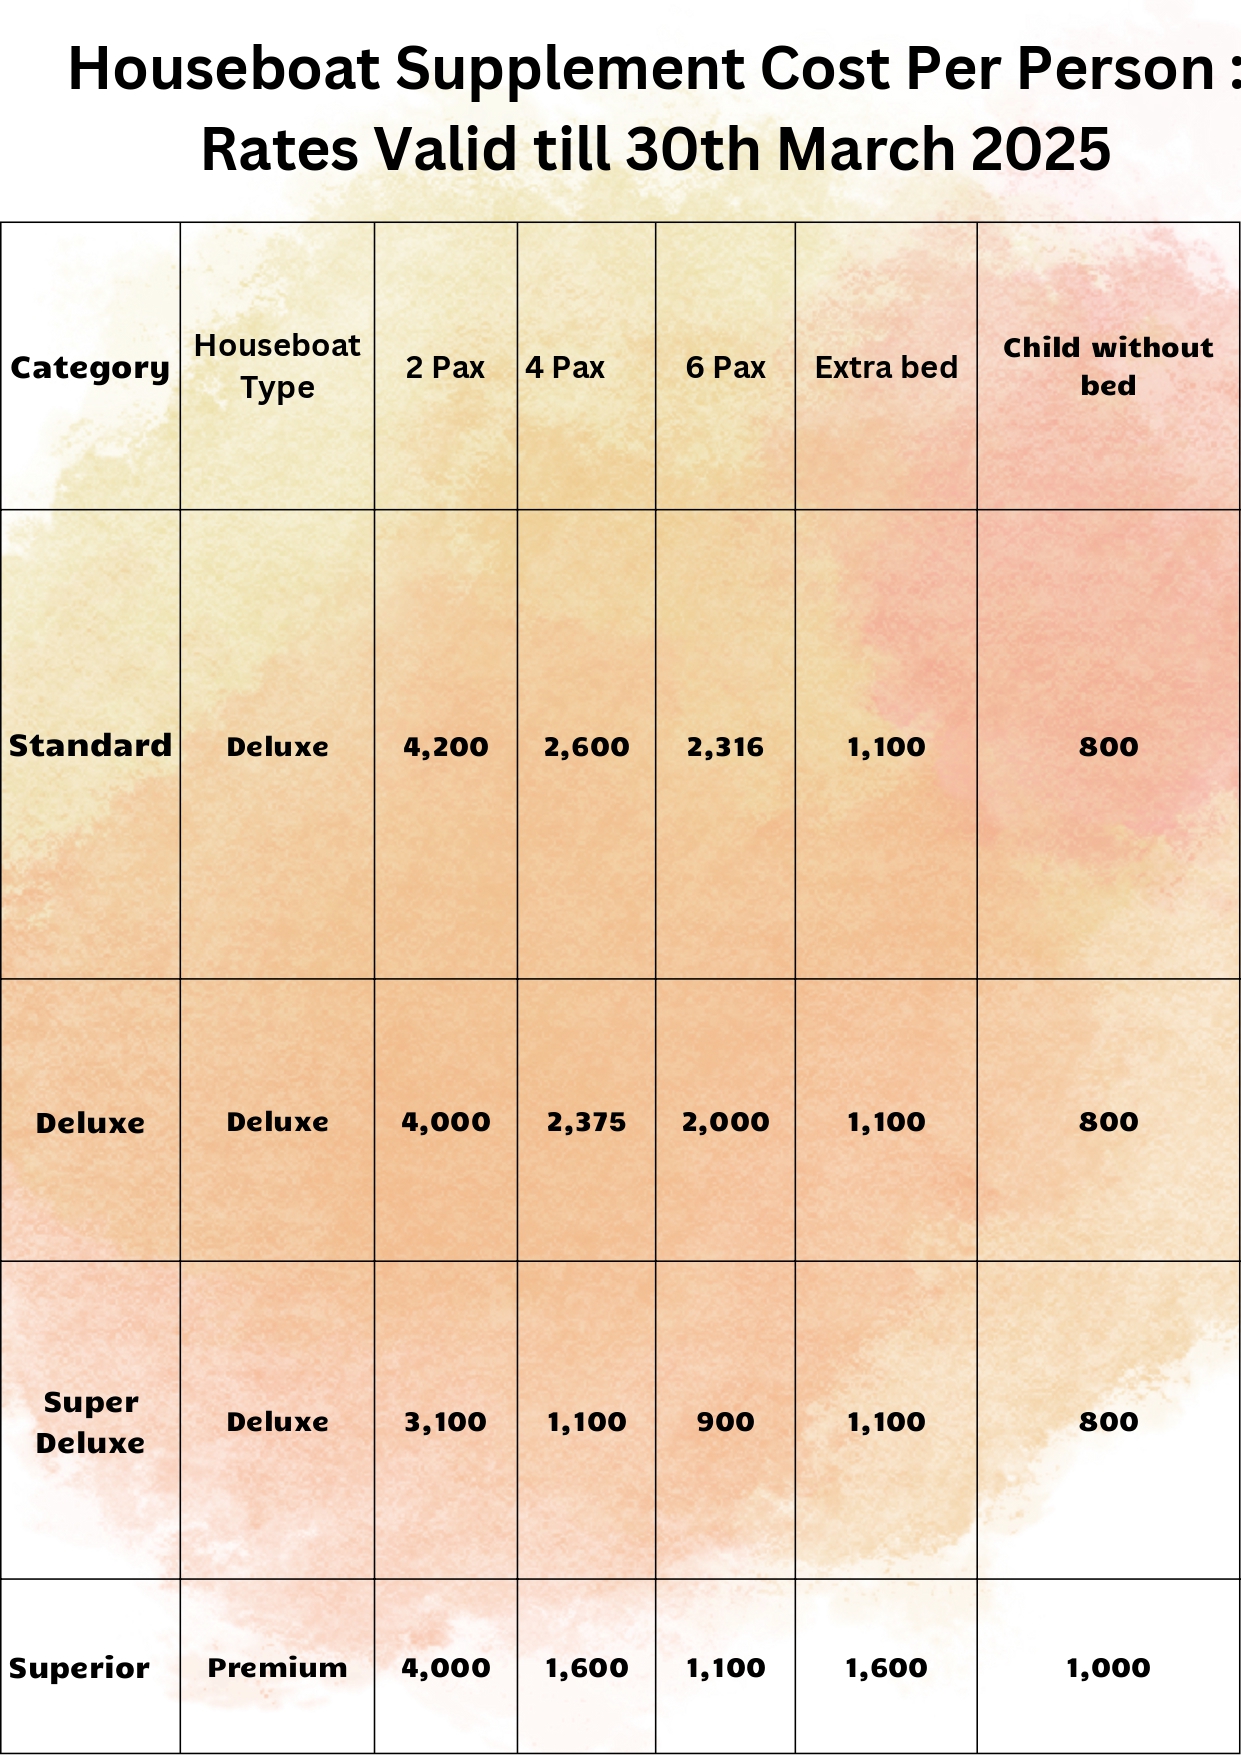 Houseboat Supplement Cost Per Person :
Rates Valid till 30th March 2025
Category
Houseboat
Type
2 Pax
4 Pax
6 Pax
Extra bed
Child without
bed
Standard
Deluxe
4,200
2,600
2,316
1,100
800
Deluxe
Deluxe
4,000
2,375
2,000
1,100
800
Super
Deluxe
Deluxe
3,100
1,100
900
1,100
800
Superior
Premium
4,000
1,600
1,100
1,600
1,000